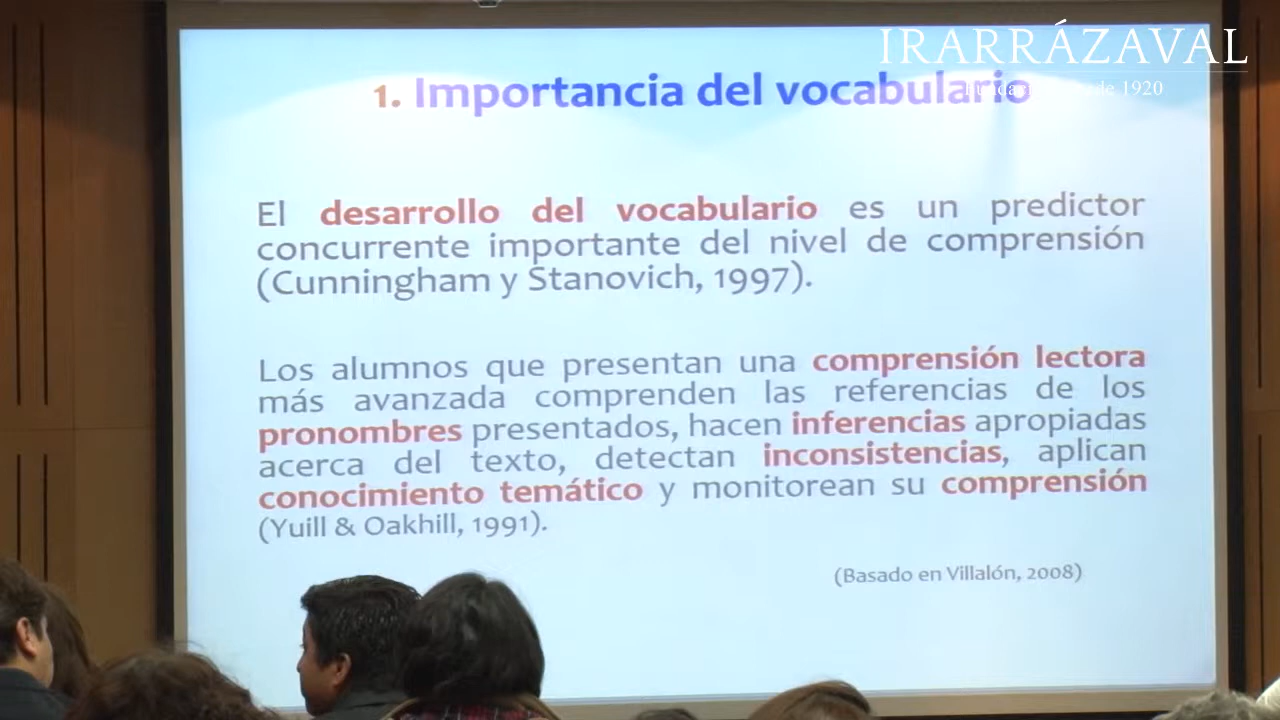 IRARRÁZAVAL
1920
1. Importancia del vocabulario
El desarrollo del vocabulario es un predictor
concurrente importante del nivel de comprensión
(Cunningham y Stanovich, 1997).
Los alumnos que presentan una comprensión lectora
más avanzada comprenden las referencias de los
pronombres presentados, hacen inferencias apropiadas
acerca del texto, detectan inconsistencias, aplican
conocimiento temático y monitorean su comprensión
(Yuill & Oakhill, 1991).
(Basado en Villalón, 2008)